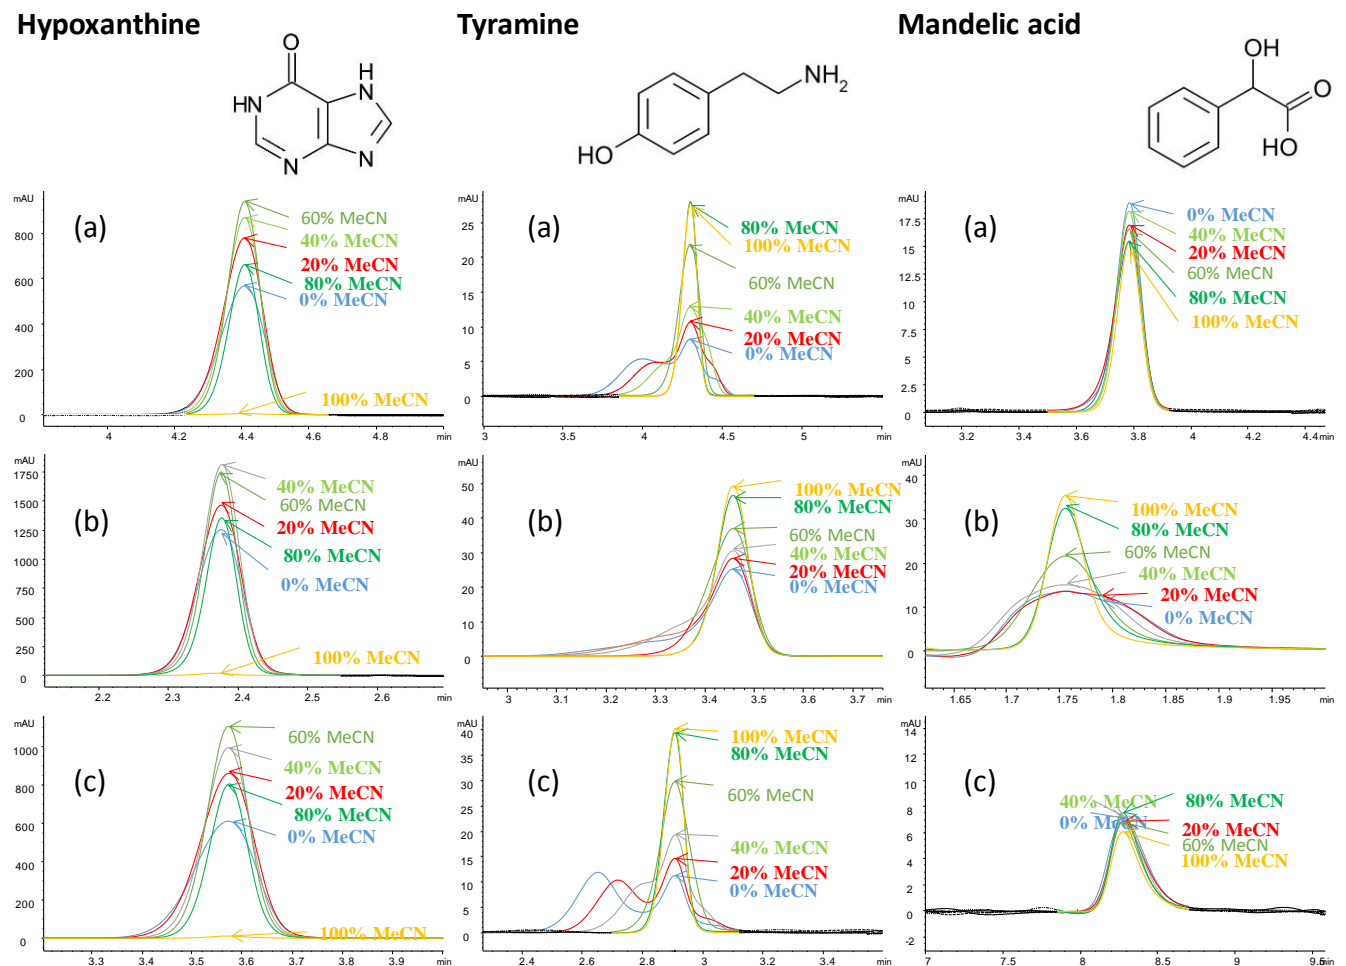 Hypoxanthine
Tyramine
Mandelic acid
O
H
N
HN
N
N
NH2
HO
OH
O
HO
mAU
(a)
60% MeCN
40% MeCN
20% MeCN
80% MeCN
0% MeCN
100% MeCN
800
600
400
200
0
4
4.2
4.4
4.6
4.8
min
mAU
(a)
80% MeCN
100% MeCN
60% MeCN
40% MeCN
20% MeCN
0% MeCN
25
20
15
10
5
0
3
3.5
4
4.5
5
min
mAU
(a)
0% MeCN
40% MeCN
20% MeCN
60% MeCN
80% MeCN
100% MeCN
17.5
15
12.5
10
7.5
5
2.5
0
3.2
3.4
3.6
3.8
4
4.2
4.4
min
mAU
(b)
40% MeCN
60% MeCN
20% MeCN
80% MeCN
0% MeCN
100% MeCN
1750
1500
1250
1000
750
500
250
0
2.2
2.3
2.4
2.5
2.6
2.7
2.8
min
mAU
(b)
100% MeCN
80% MeCN
60% MeCN
40% MeCN
20% MeCN
0% MeCN
50
40
30
20
10
0
3
3.1
3.2
3.3
3.4
3.5
3.6
3.7
min
mAU
(b)
100% MeCN
80% MeCN
60% MeCN
40% MeCN
20% MeCN
0% MeCN
40
30
20
10
0
1.65
1.7
1.75
1.8
1.85
1.9
1.95
min
mAU
(c)
60% MeCN
40% MeCN
20% MeCN
80% MeCN
0% MeCN
100% MeCN
1000
800
600
400
200
0
3.3
3.4
3.5
3.6
3.7
3.8
3.9
min
mAU
(c)
100% MeCN
80% MeCN
60% MeCN
40% MeCN
20% MeCN
0% MeCN
40
35
30
25
20
15
10
5
0
2.4
2.6
2.8
3
3.2
3.4
min
mAU
(c)
40% MeCN
80% MeCN
0% MeCN
20% MeCN
60% MeCN
100% MeCN
14
12
10
8
6
4
2
0
-2
7
7.5
8
8.5
9
9.5
min